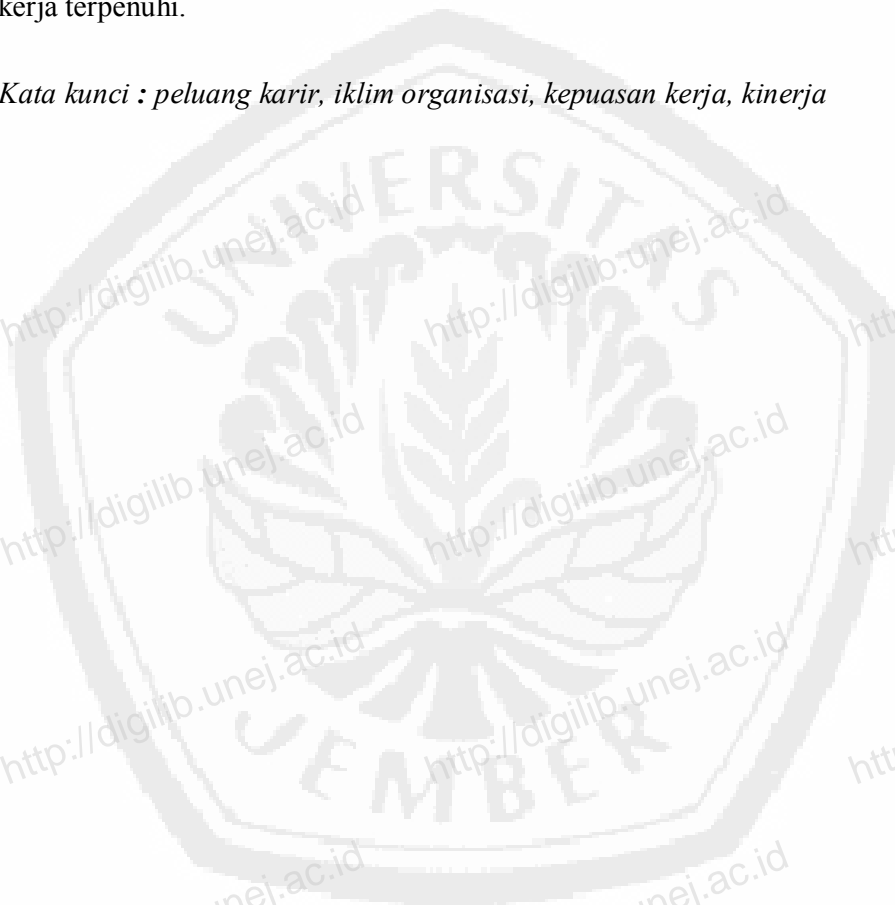 kerja terpenuhi.
Kata kunci : peluang karir, iklim organisasi, kepuasan kerja, kinerja
UNIVERSITAS
http://digilib.unej.ac.id
http://digilib.unej.ac.id
http://digilib.unej.ac.id
http://digilib.unej.ac.id
http://digilib.unej.ac.id
http://digilib.unej.ac.id
JEMBER